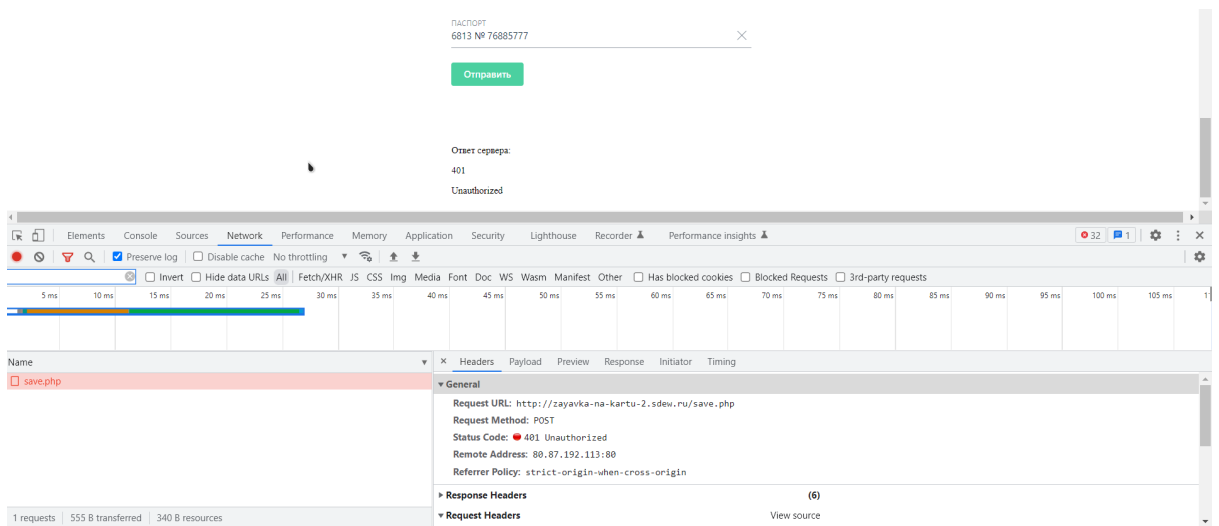 ПАСПОРТ
6813 № 76885777
Отправить
Ответ сервера:
401
Unauthorized
Elements Console Sources Network Performance Memory Application Security Lighthouse Recorder Performance insights 32 1
Preserve log Disable cache No throttling
Invert Hide data URLs All Fetch/XHR JS CSS Img Media Font Doc WS Wasm Manifest Other Has blocked cookies Blocked Requests 3rd-party requests
5 ms 10 ms 15 ms 20 ms 25 ms 30 ms 35 ms 40 ms 45 ms 50 ms 55 ms 60 ms 65 ms 70 ms 75 ms 80 ms 85 ms 90 ms 95 ms 100 ms 105 ms
Name
Headers Payload Preview Response Initiator Timing
save.php
General
Request URL: http://zayavka-na-kartu-2.sdew.ru/save.php
Request Method: POST
Status Code: 401 Unauthorized
Remote Address: 80.87.192.113:80
Referrer Policy: strict-origin-when-cross-origin
Response Headers (6)
Request Headers View source
1 requests 555 B transferred 340 B resources